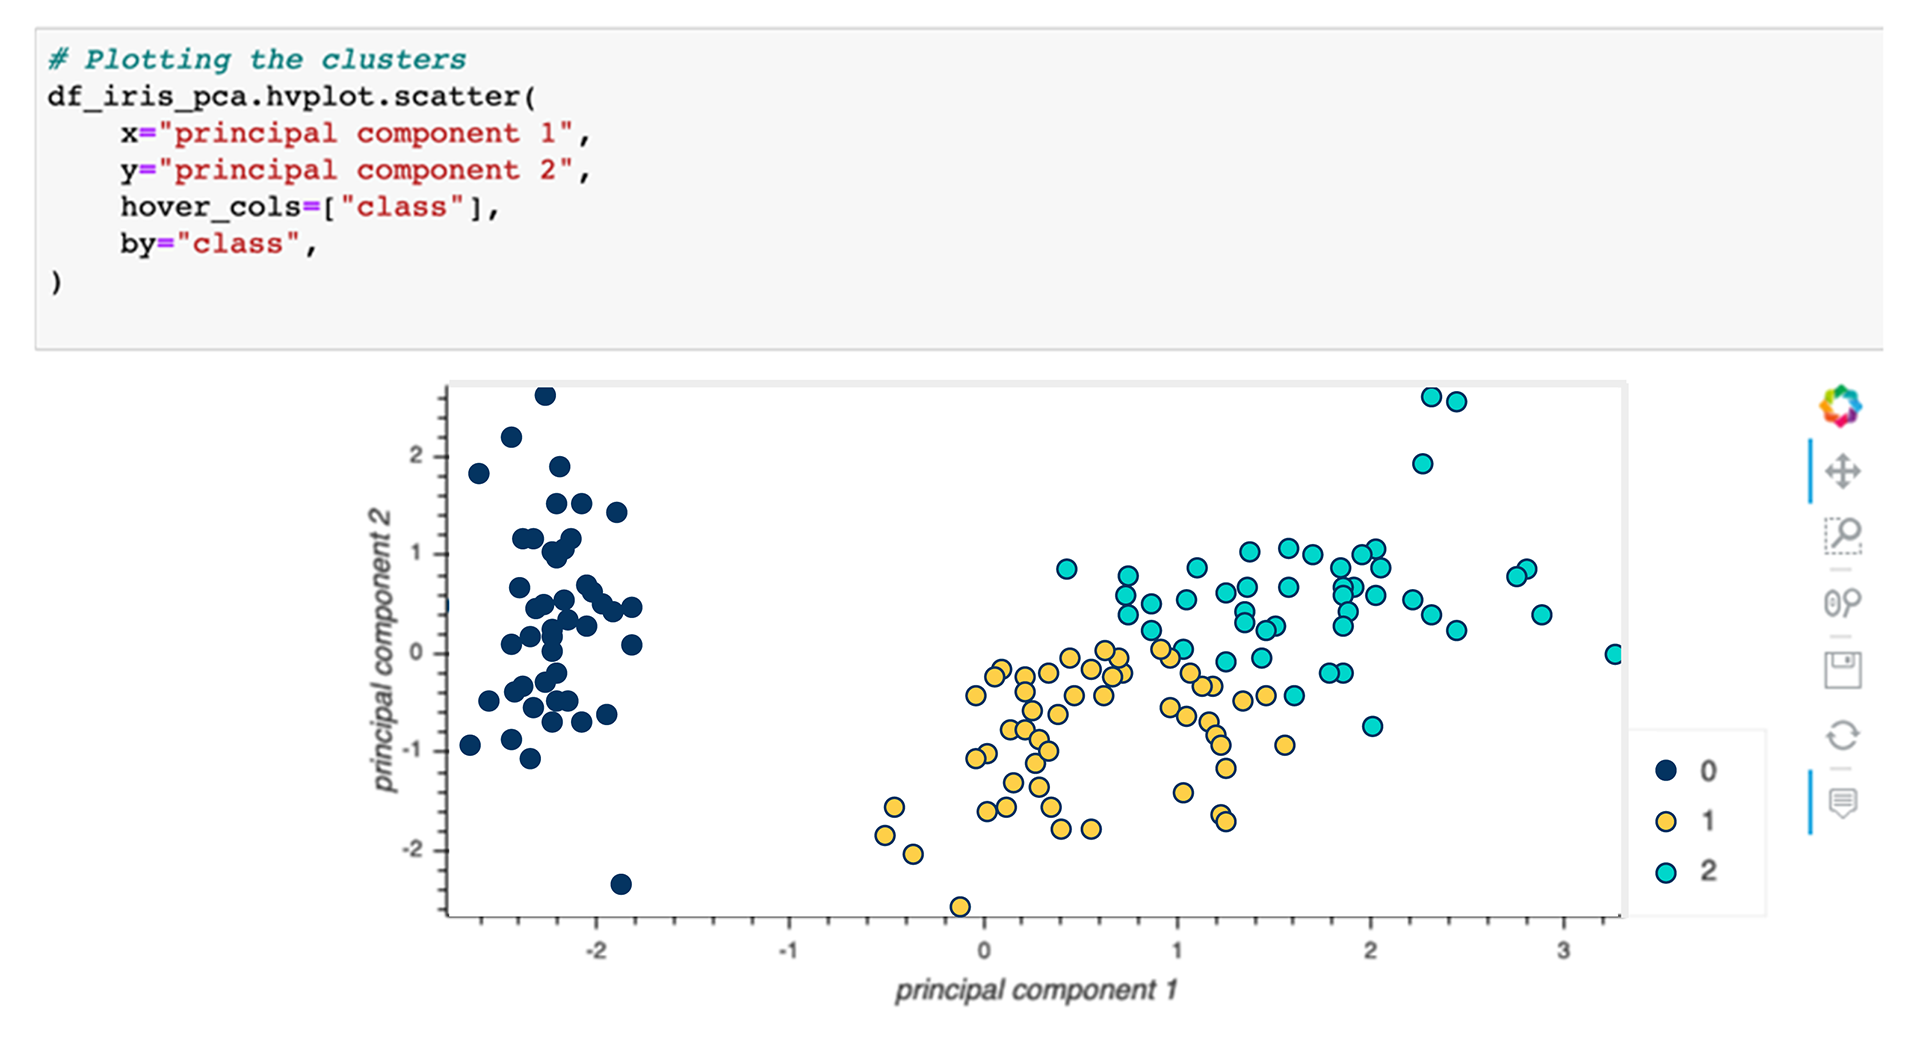 # Plotting the clusters
df_iris_pca.hvplot.scatter(
    x="principal component 1",
    y="principal component 2",
    hover_cols=["class"],
    by="class",
)
principal component 2
2
1
0
-1
-2
-2 -1 0 1 2 3
principal component 1
0
1
2